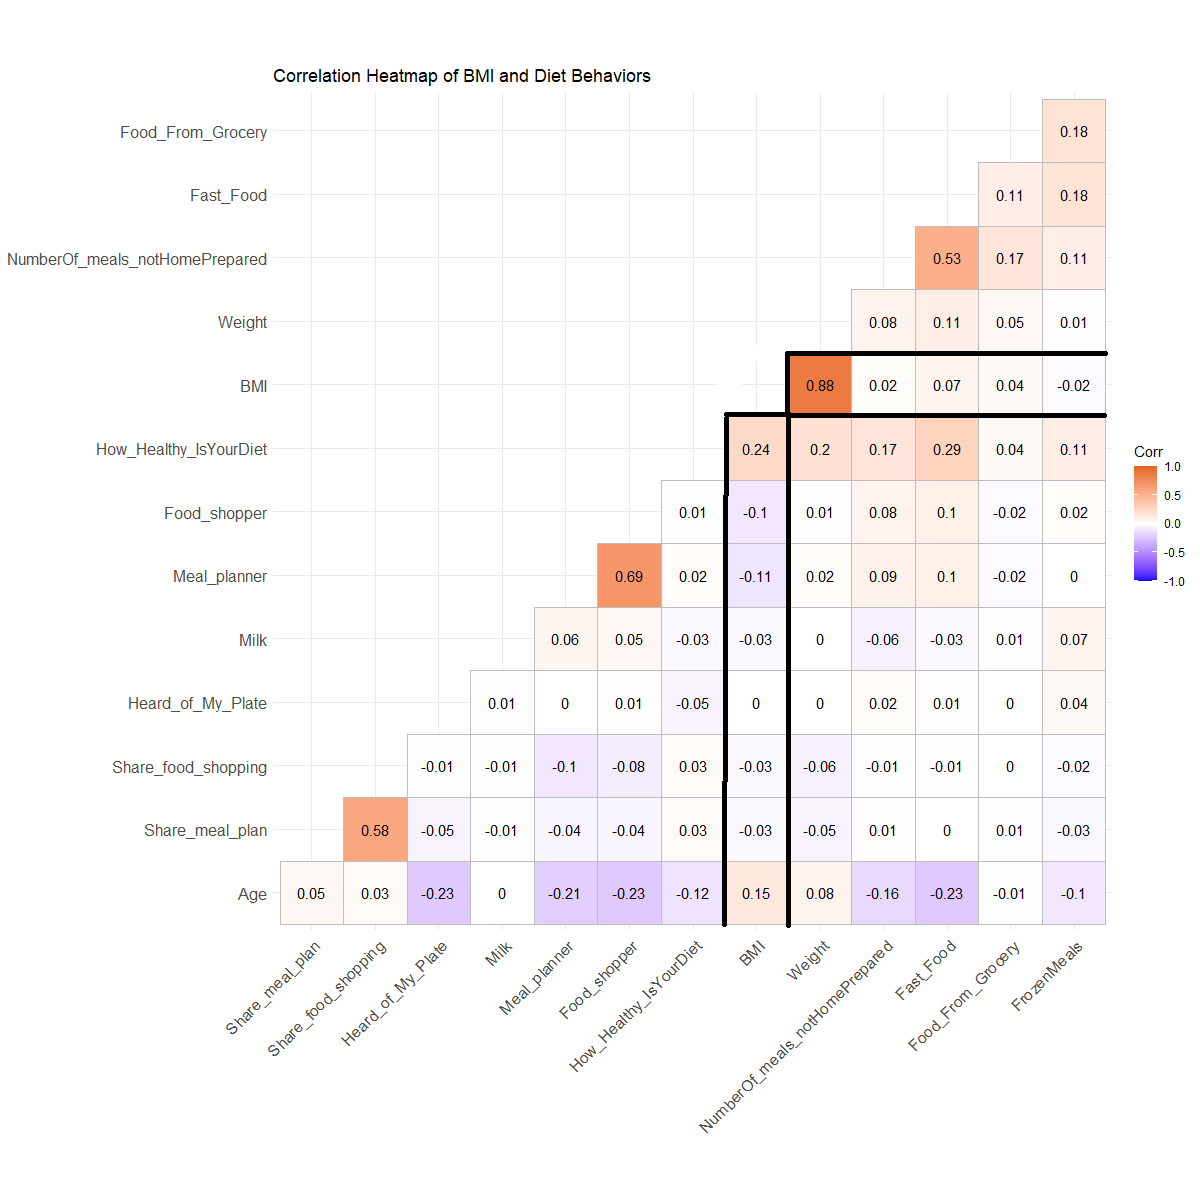 Correlation Heatmap of BMI and Diet Behaviors
Food_From_Grocery 0.18
Fast_Food 0.11 0.18
NumberOf_meals_notHomePrepared 0.53 0.17 0.11
Weight 0.08 0.11 0.05 0.01
BMI 0.88 0.02 0.07 0.04 -0.02
How_Healthy_IsYourDiet 0.24 0.2 0.17 0.29 0.04 0.11
Food_shopper 0.01 -0.1 0.01 0.08 0.1 -0.02 0.02
Meal_planner 0.69 0.02 -0.11 0.02 0.09 0.1 -0.02 0
Milk 0.06 0.05 -0.03 -0.03 0 -0.06 -0.03 0.01 0.07
Heard_of_My_Plate 0.01 0 0.01 -0.05 0 0 0.02 0.01 0 0.04
Share_food_shopping -0.01 -0.01 -0.1 -0.08 0.03 -0.03 -0.06 -0.01 -0.01 0 -0.02
Share_meal_plan 0.58 -0.05 -0.01 -0.04 -0.04 0.03 -0.03 -0.05 0.01 0 0.01 -0.03
Age 0.05 0.03 -0.23 0 -0.21 -0.23 -0.12 0.15 0.08 -0.16 -0.23 -0.01 -0.1
Share_meal_plan
Share_food_shopping
Heard_of_My_Plate
Milk
Meal_planner
Food_shopper
How_Healthy_IsYourDiet
BMI
Weight
NumberOf_meals_notHomePrepared
Fast_Food
Food_From_Grocery
FrozenMeals
Corr
1.0
0.5
0.0
-0.5
-1.0